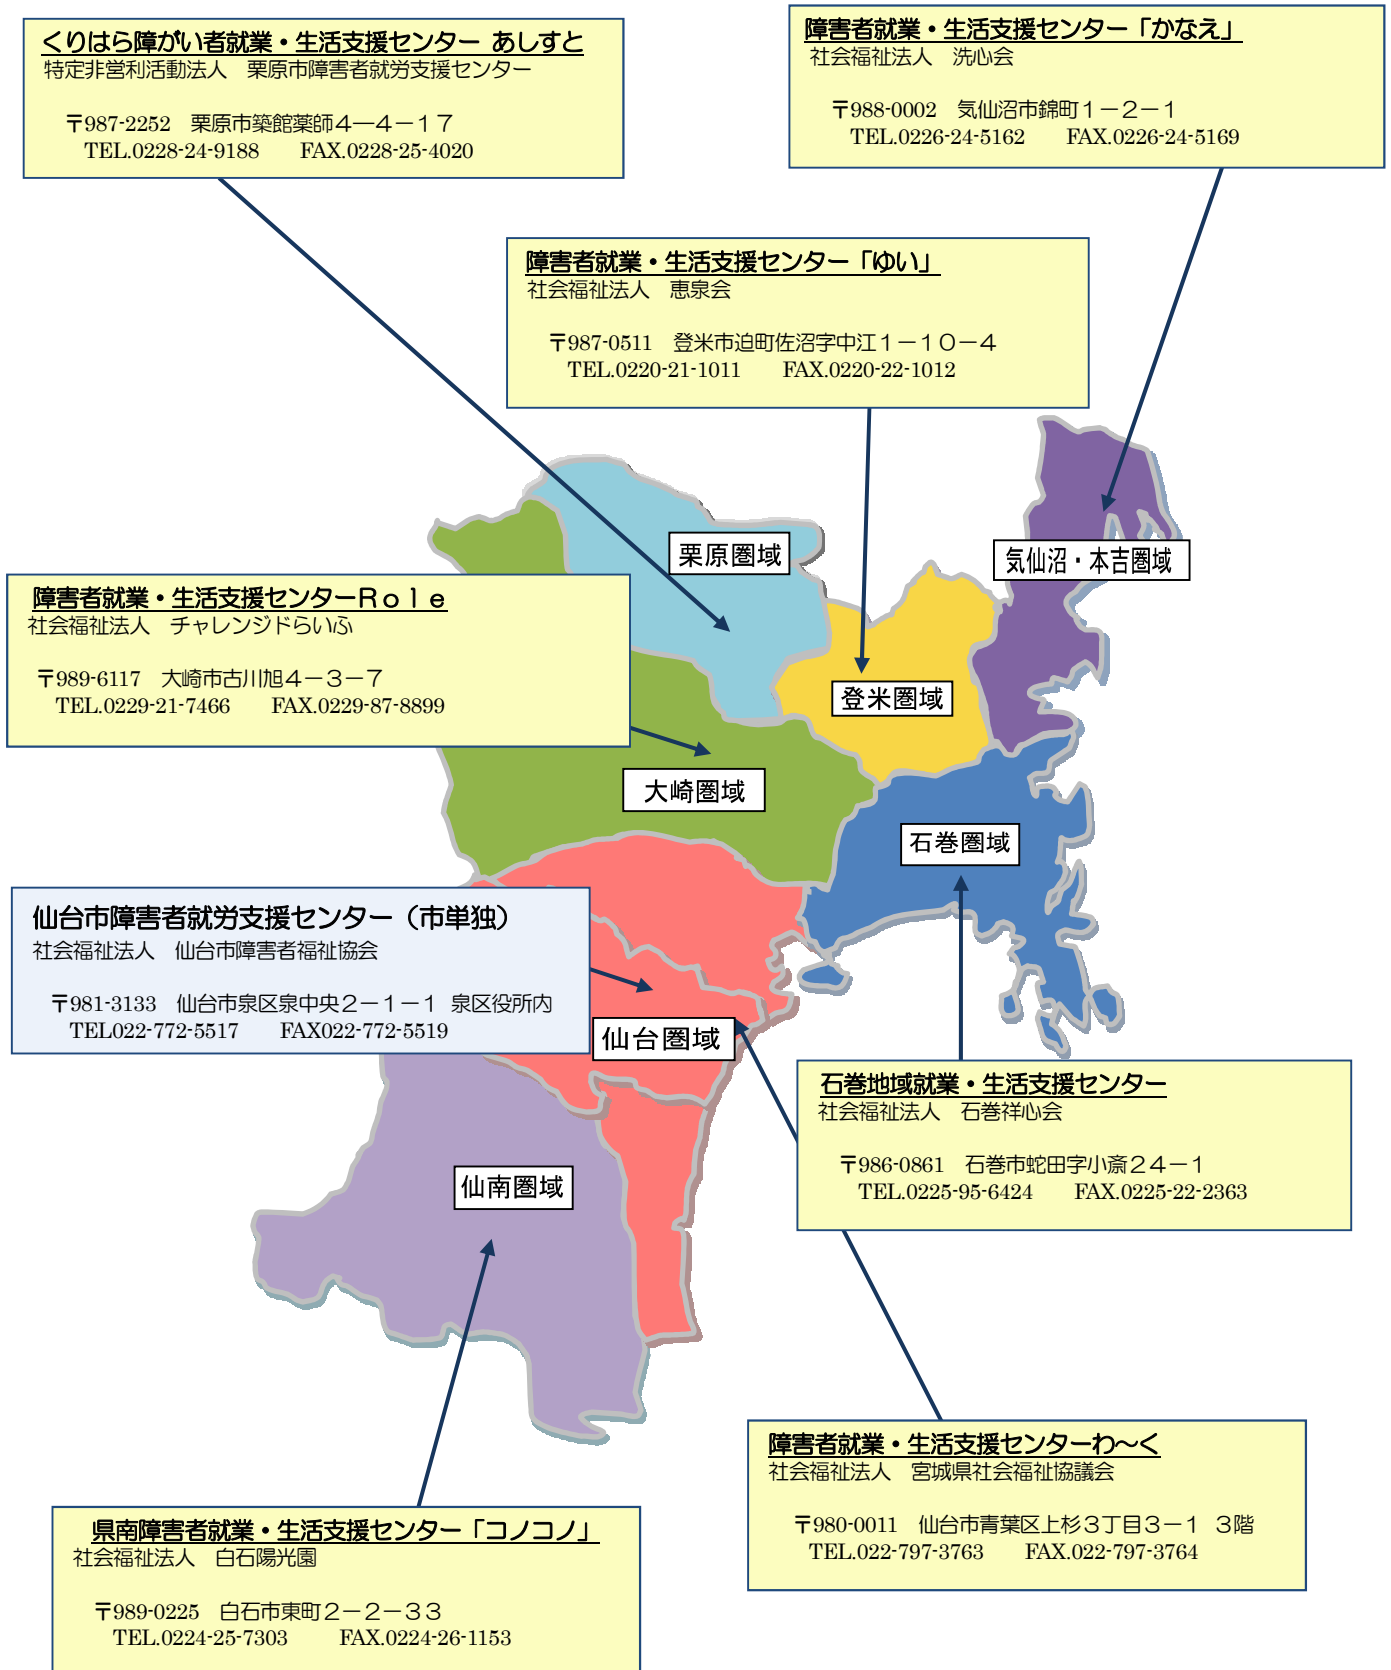 くりはら障がい者就業・生活支援センター あしすと
特定非営利活動法人　栗原市障害者就労支援センター
〒987-2252　栗原市築館薬師４―４－１７
TEL.0228-24-9188　　FAX.0228-25-4020
障害者就業・生活支援センター「かなえ」
社会福祉法人　洗心会
〒988-0002　気仙沼市錦町１－２－１
TEL.0226-24-5162　　FAX.0226-24-5169
障害者就業・生活支援センター「ゆい」
社会福祉法人　恵泉会
〒987-0511　登米市迫町佐沼字中江１－１０－４
TEL.0220-21-1011　　FAX.0220-22-1012
栗原圏域
気仙沼・本吉圏域
障害者就業・生活支援センターＲｏｌｅ
社会福祉法人　チャレンジドらいふ
〒989-6117　大崎市古川旭４－３－７
TEL.0229-21-7466　　FAX.0229-87-8899
登米圏域
大崎圏域
石巻圏域
仙台市障害者就労支援センター（市単独）
社会福祉法人　仙台市障害者福祉協会
〒981-3133　仙台市泉区泉中央２－１－１ 泉区役所内
TEL022-772-5517　　FAX022-772-5519
仙台圏域
石巻地域就業・生活支援センター
社会福祉法人　石巻祥心会
〒986-0861　石巻市蛇田字小斎２４－１
TEL.0225-95-6424　　FAX.0225-22-2363
仙南圏域
障害者就業・生活支援センターわ～く
社会福祉法人　宮城県社会福祉協議会
〒980-0011　仙台市青葉区上杉３丁目３－１ ３階
TEL.022-797-3763　　FAX.022-797-3764
県南障害者就業・生活支援センター「コノコノ」
社会福祉法人　白石陽光園
〒989-0225　白石市東町２－２－３３
TEL.0224-25-7303　　FAX.0224-26-1153